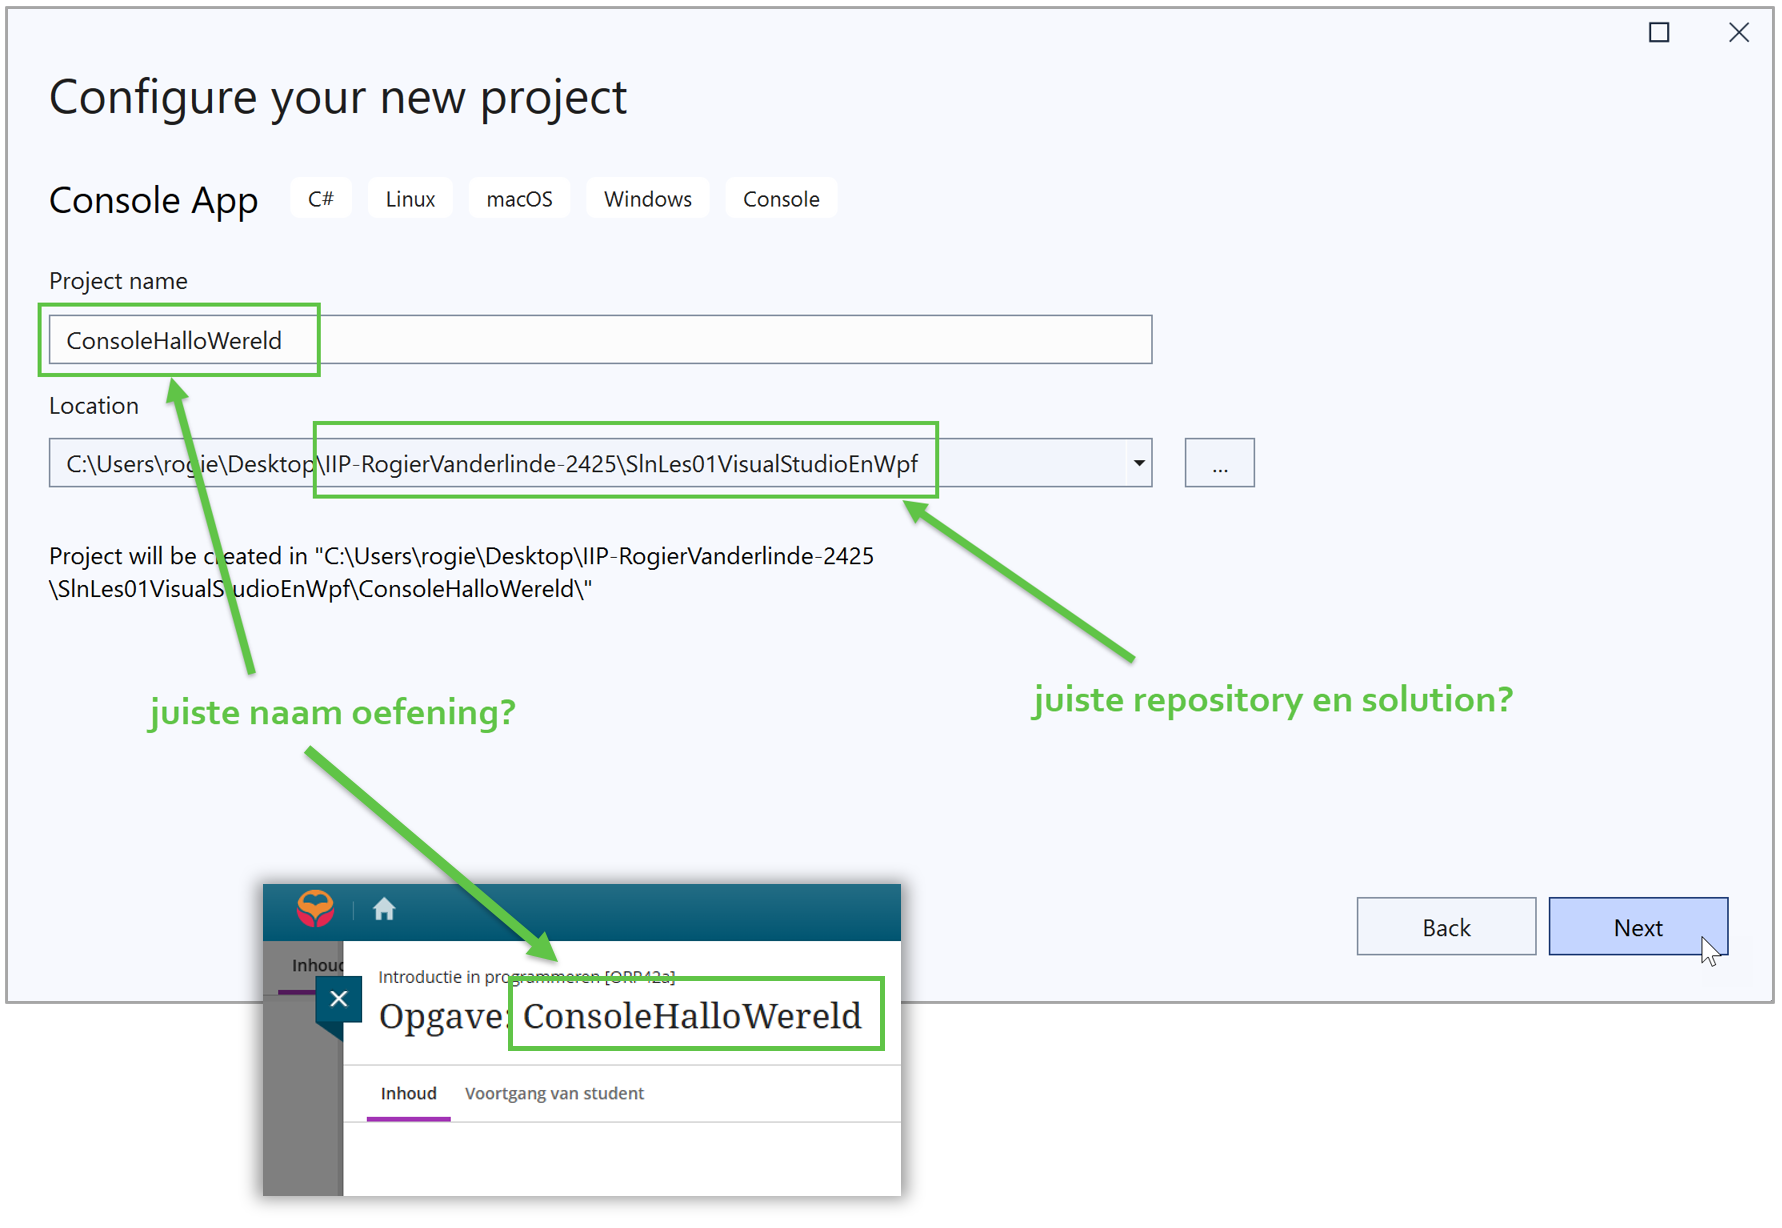 Configure your new project
Console App C# Linux macOS Windows Console
Project name
ConsoleHalloWereld
Location
C:\Users\rogie\Desktop\IIP-RogierVanderlinde-2425\SlnLes01VisualStudioEnWpf
...
Project will be created in "C:\Users\rogie\Desktop\IIP-RogierVanderlinde-2425
\SlnLes01VisualStudioEnWpf\ConsoleHalloWereld\"
juiste naam oefening?
juiste repository en solution?
Back Next
Inhoud
Introductie in programmeren [ORP42a]
Opgave: ConsoleHalloWereld
Inhoud Voortgang van student